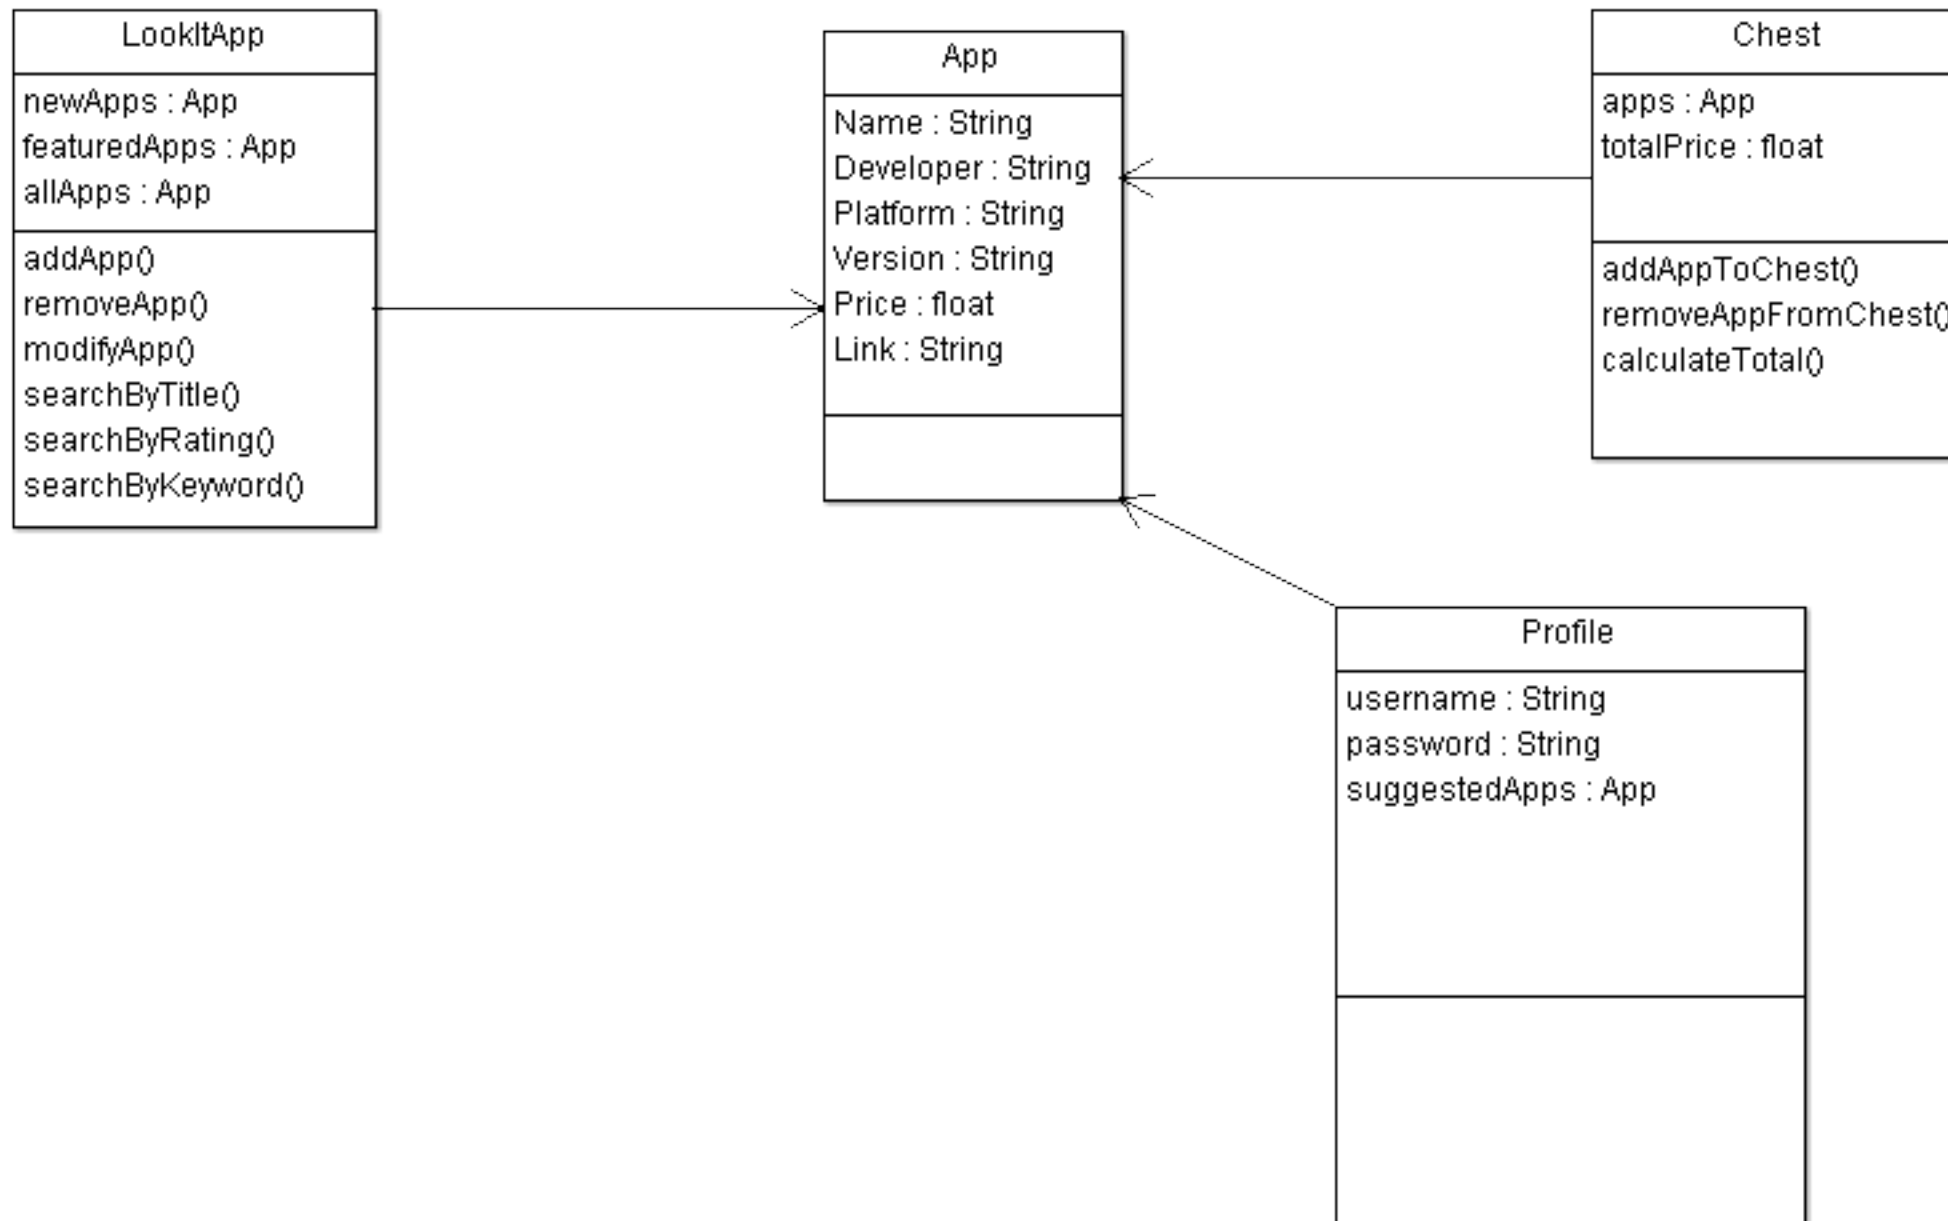 LookItApp
newApps : App
featuredApps : App
allApps : App
addApp()
removeApp()
modifyApp()
searchByTitle()
searchByRating()
searchByKeyword()
App
Name : String
Developer : String
Platform : String
Version : String
Price : float
Link : String
Chest
apps : App
totalPrice : float
addAppToChest()
removeAppFromChest()
calculateTotal()
Profile
username : String
password : String
suggestedApps : App